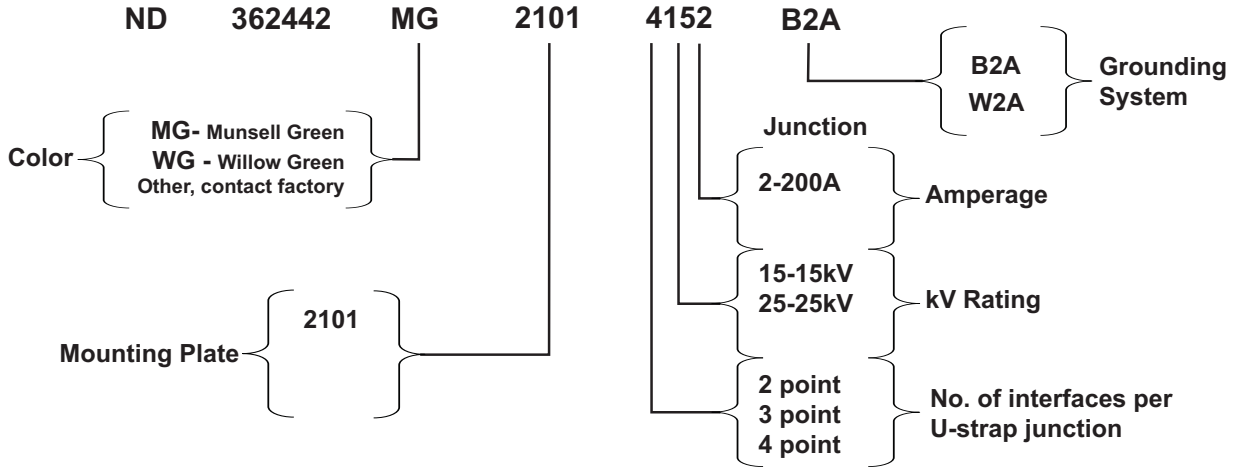 ND 362442 MG 2101 4152 B2A
B2A
W2A
Grounding
System
Color
MG- Munsell Green
WG - Willow Green
Other, contact factory
Junction
2-200A
Amperage
15-15kV
25-25kV
kV Rating
Mounting Plate
2101
2 point
3 point
4 point
No. of interfaces per
U-strap junction